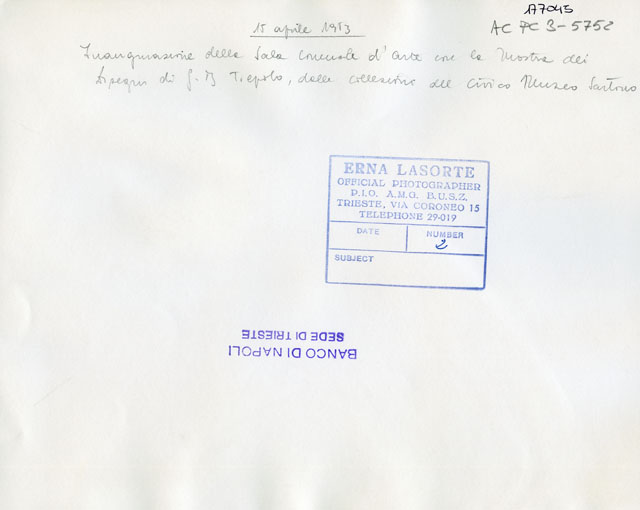 177045
AC PC 3-5752
15 aprile 1953
Inaugurazione della Sala Comunale d'arte con la Mostra dei
disegni di G.B Tiepolo, dalle collezione del Civico Museo Sartorio
ERNA LASORTE
OFFICIAL PHOTOGRAPHER
P.I.O. A.M.G. B.U.S.Z.
TRIESTE, VIA CORONEO 15
TELEPHONE 29-019
DATE
NUMBER
2
SUBJECT
BANCO DI NAPOLI
SEDE DI TRIESTE